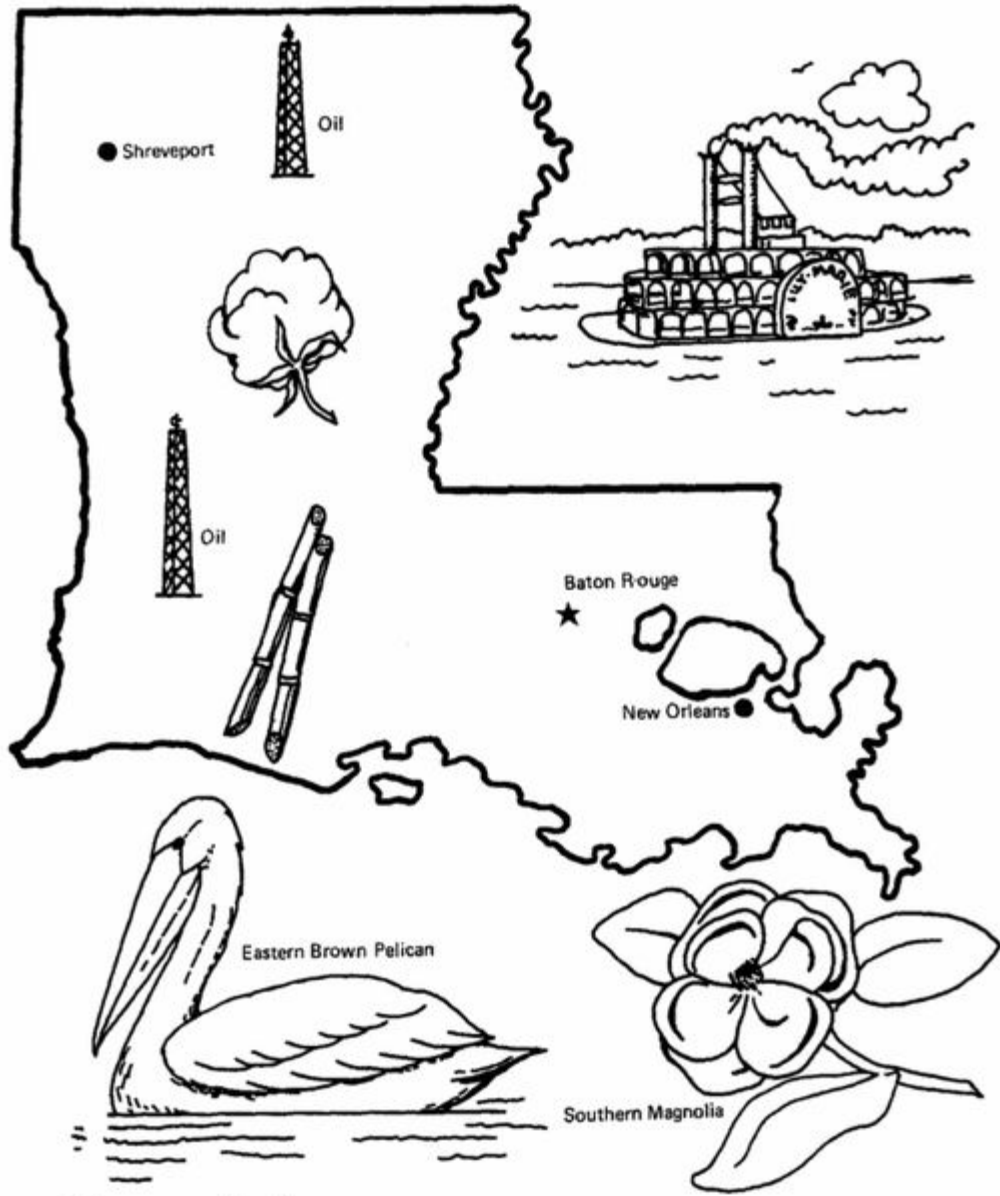 Oil
Shreveport
Oil
Baton Rouge
New Orleans
Eastern Brown Pelican
Southern Magnolia